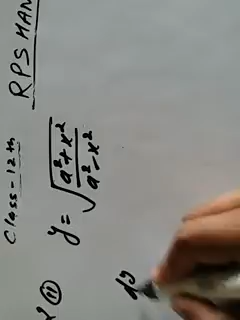 Class-12th
RPS MAN
(ii) y = √(a²+x² / a²-x²)
dy